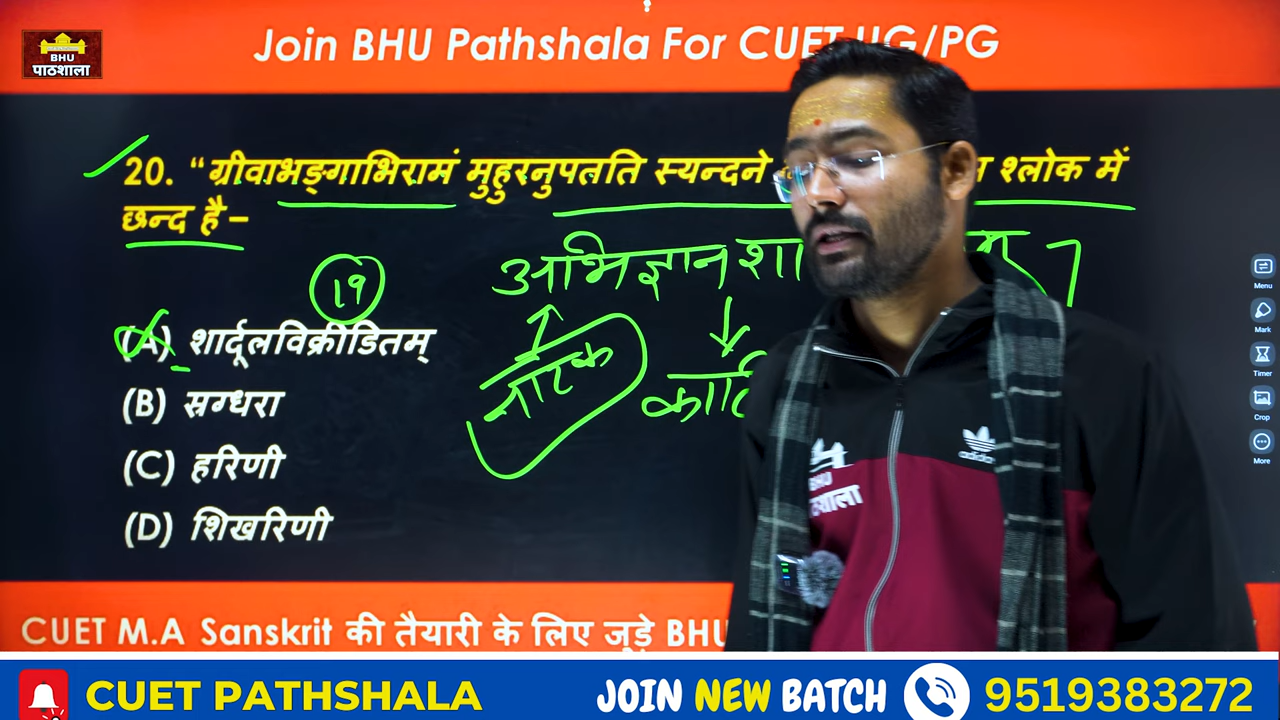 Join BHU Pathshala For CUET UG/PG
BHU
पाठशाला
20. “ग्रीवाभङ्गाभिरामं मुहुरनुपतति स्यन्दने श्लोक में
छन्द है–
अभिज्ञानशा
19
(A) शार्दूलविक्रीडितम्
नाटक
(B) स्रग्धरा
(C) हरिणी
(D) शिखरिणी
Menu
Mark
Timer
Crop
More
adidas
BHU
CUET M.A Sanskrit की तैयारी के लिए जुड़े BHU
CUET PATHSHALA
JOIN NEW BATCH
9519383272